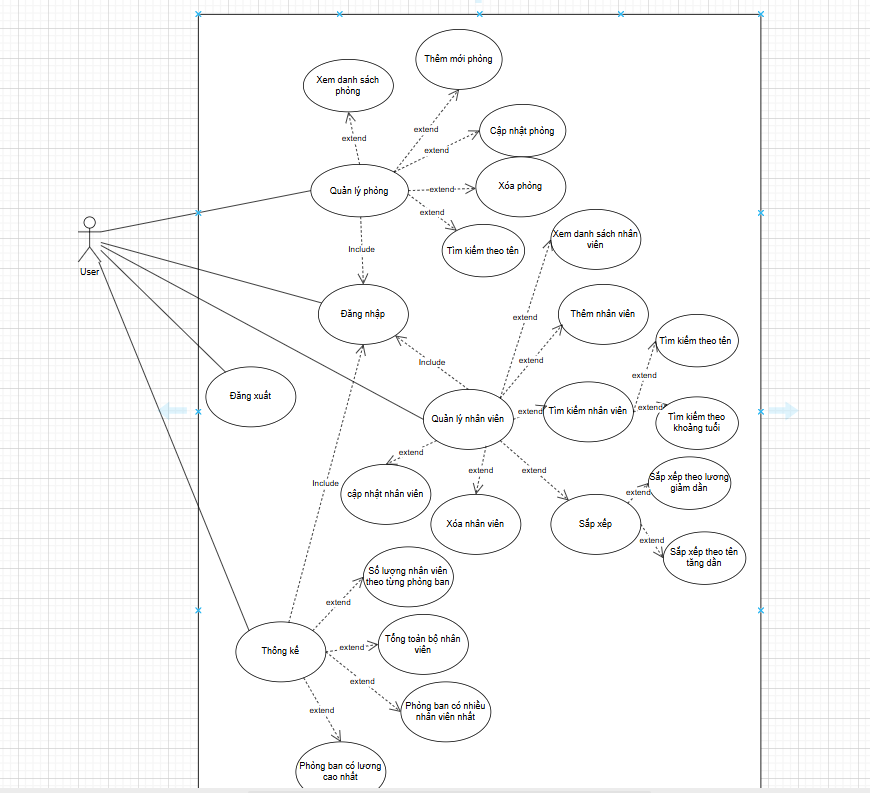 Thêm mới phòng
Xem danh sách
phòng
extend
extend
Cập nhật phòng
extend
Quản lý phòng
extend
Xóa phòng
extend
Tìm kiếm theo tên
Include
Xem danh sách nhân
viên
User
Đăng nhập
extend
Thêm nhân viên
Tìm kiếm theo tên
extend
Include
extend
Đăng xuất
Quản lý nhân viên
extend
Tìm kiếm nhân viên
extend
Tìm kiếm theo
khoảng tuổi
extend
extend
extend
Include
cập nhật nhân viên
Xóa nhân viên
Sắp xếp
extend
Sắp xếp theo lương
giảm dần
extend
Sắp xếp theo tên
tăng dần
Số lượng nhân viên
theo từng phòng ban
extend
Thống kế
extend
Tổng toàn bộ nhân
viên
extend
Phòng ban có nhiều
nhân viên nhất
extend
Phòng ban có lương
cao nhất